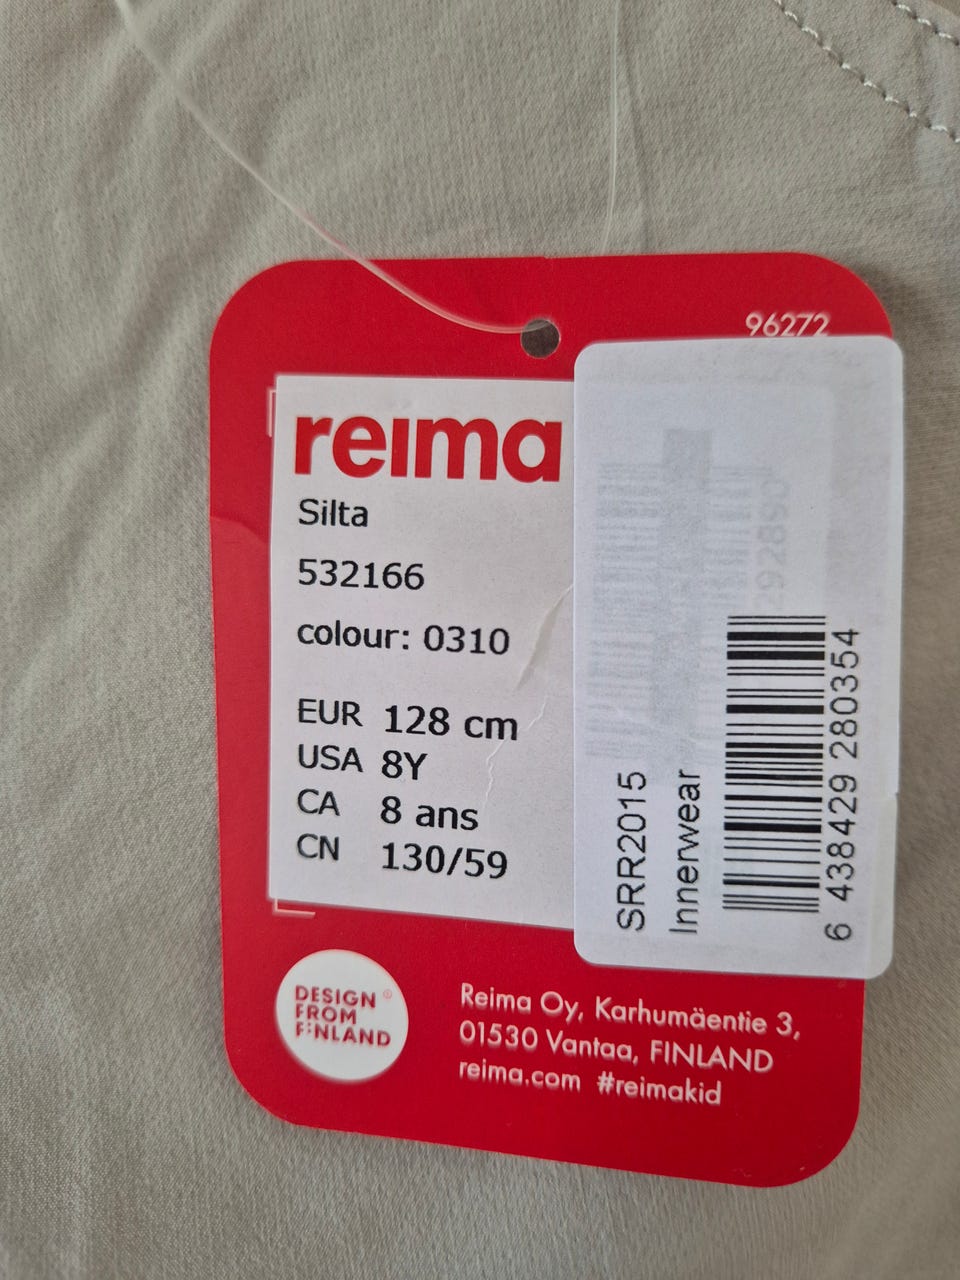 96272
reima
Silta
532166
colour: 0310
EUR 128 cm
USA 8Y
CA 8 ans
CN 130/59
SRR2015
Innerwear
6 438429 280354
DESIGN
FROM
FINLAND
Reima Oy, Karhumäentie 3,
01530 Vantaa, FINLAND
reima.com #reimakid